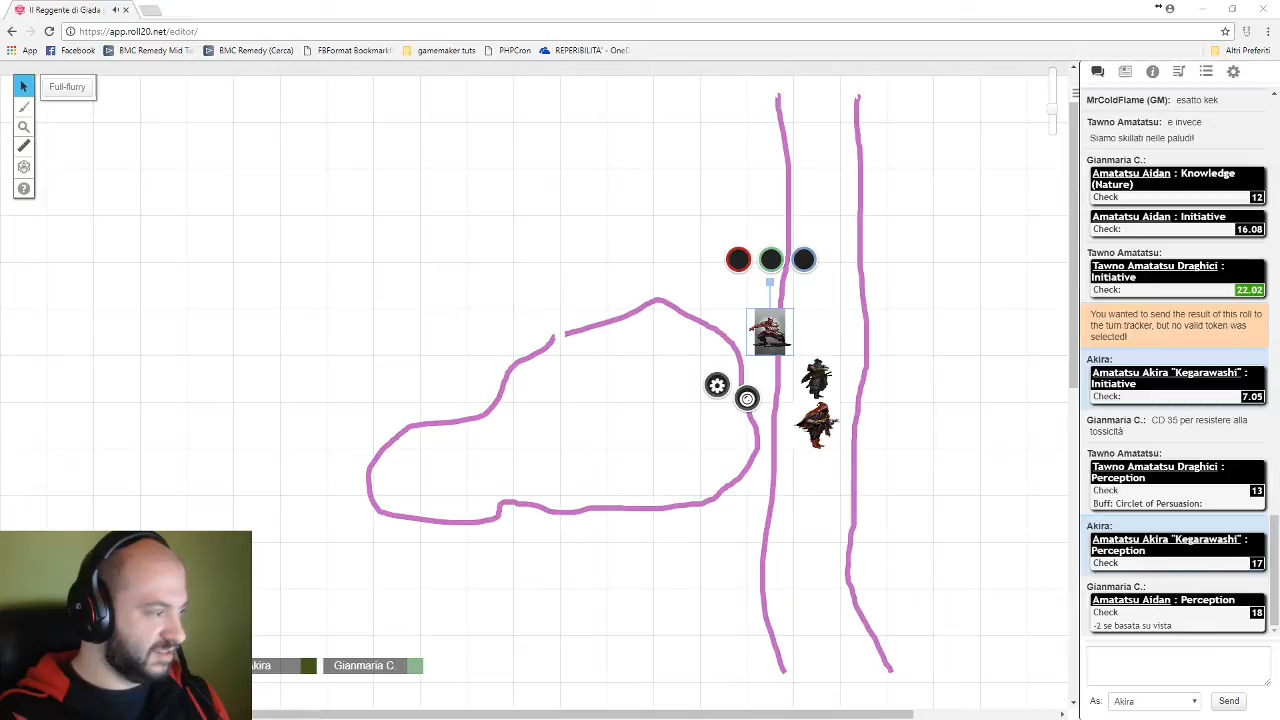 Il Reggente di Giada |
https://app.roll20.net/editor/
App
Facebook
BMC Remedy Mid Tie
BMC Remedy (Cerca)
FBFormat Bookmarkl
gamemaker tuts
PHPCron
REPERIBILITA' - OneD
Altri Preferiti
Full-flurry
MrColdFlame (GM): esatto kek
Tawno Amatatsu: e invece
Siamo skillati nelle paludi!
Gianmaria C.:
Amatatsu Aidan : Knowledge
(Nature)
Check 12
Amatatsu Aidan : Initiative
Check: 16.08
Tawno Amatatsu:
Tawno Amatatsu Draghici :
Initiative
Check: 22.02
You wanted to send the result of this roll to
the turn tracker, but no valid token was
selected!
Akira:
Amatatsu Akira "Kegarawashi" :
Initiative
Check: 7.05
Gianmaria C.: CD 35 per resistere alla
tossicità
Tawno Amatatsu:
Tawno Amatatsu Draghici :
Perception
Check 13
Buff: Circlet of Persuasion:
Akira:
Amatatsu Akira "Kegarawashi" :
Perception
Check 17
Gianmaria C.:
Amatatsu Aidan : Perception
Check 18
-2 se basata su vista
Akira
Gianmaria C.
As: Akira
Send